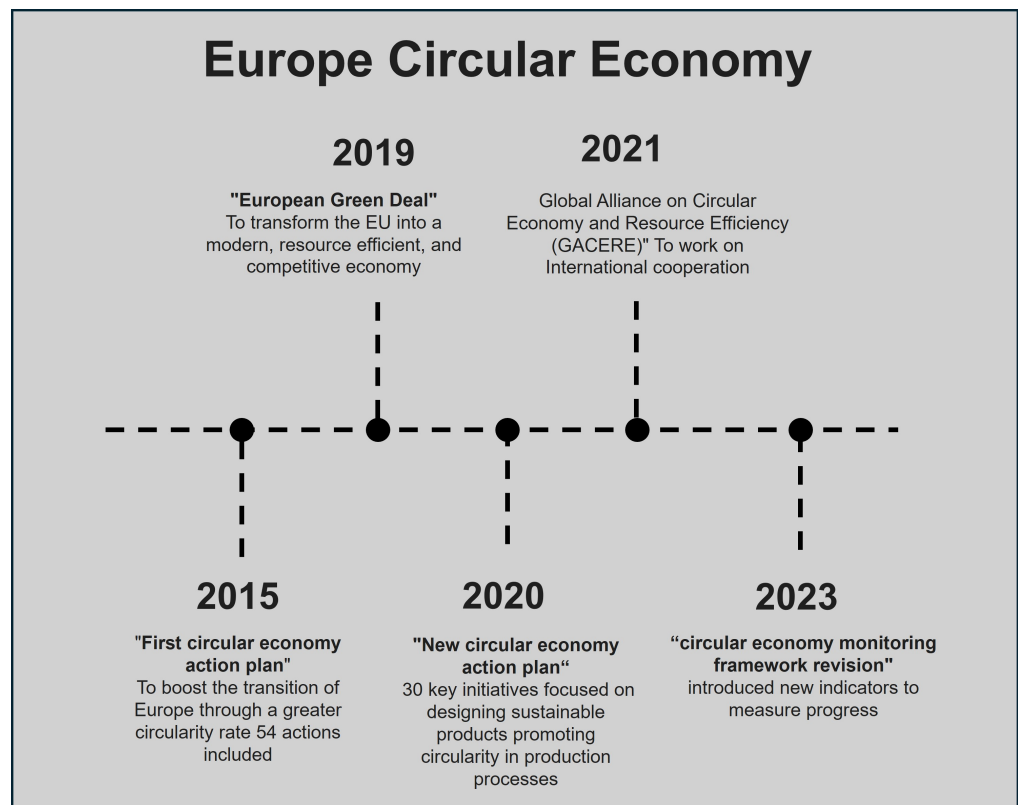 Europe Circular Economy
2019
"European Green Deal"
To transform the EU into a
modern, resource efficient, and
competitive economy
2021
Global Alliance on Circular
Economy and Resource Efficiency
(GACERE)" To work on
International cooperation
2015
"First circular economy
action plan"
To boost the transition of
Europe through a greater
circularity rate 54 actions
included
2020
"New circular economy
action plan“
30 key initiatives focused on
designing sustainable
products promoting
circularity in production
processes
2023
“circular economy monitoring
framework revision"
introduced new indicators to
measure progress